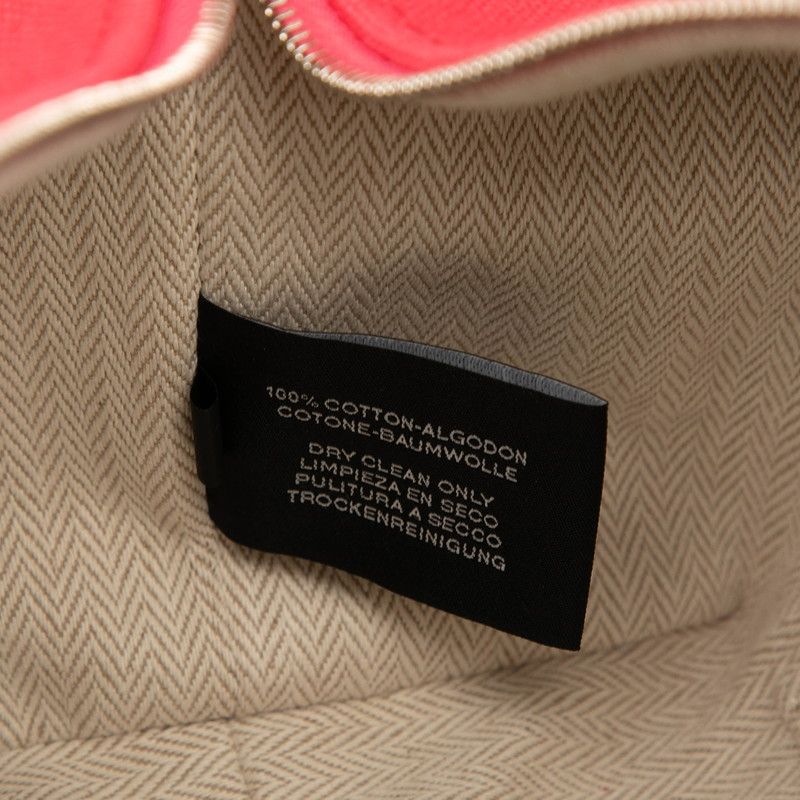 100% COTTON-ALGODON
COTONE-BAUMWOLLE
DRY CLEAN ONLY
LIMPIEZA EN SECO
PULITURA A SECCO
TROCKENREINIGUNG